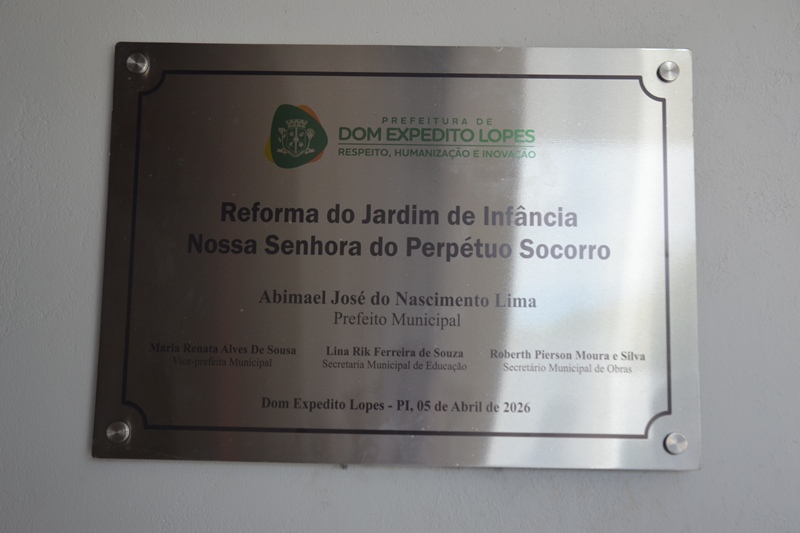 PREFEITURA DE
DOM EXPEDITO LOPES
RESPEITO, HUMANIZAÇÃO E INOVAÇÃO
Reforma do Jardim de Infância
Nossa Senhora do Perpétuo Socorro
Abimael José do Nascimento Lima
Prefeito Municipal
Maria Renata Alves De Sousa
Vice-prefeita Municipal
Lina Rik Ferreira de Souza
Secretaria Municipal de Educação
Roberth Pierson Moura e Silva
Secretário Municipal de Obras
Dom Expedito Lopes - PI, 05 de Abril de 2026